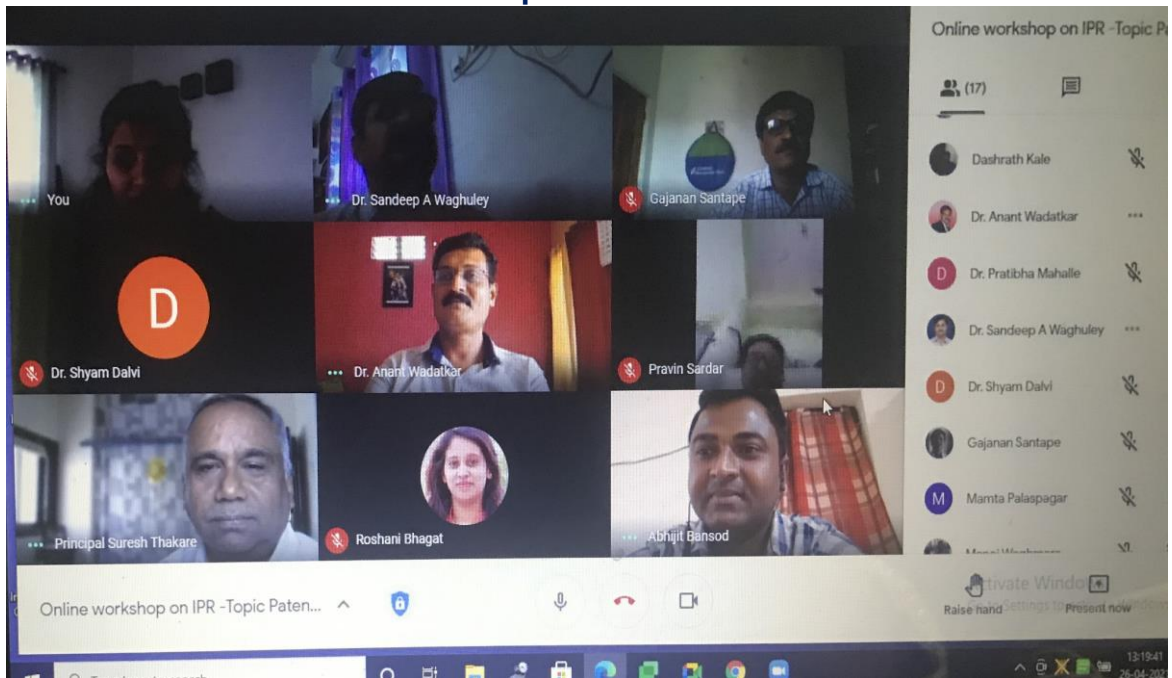 Online workshop on IPR -Topic Pa
(17)
You
Dr. Sandeep A Waghuley
Gajanan Santape
Dr. Shyam Dalvi
Dr. Anant Wadatkar
Pravin Sardar
Principal Suresh Thakare
Roshani Bhagat
Abhijit Bansod
D
Dashrath Kale
Dr. Anant Wadatkar
D
Dr. Pratibha Mahalle
Dr. Sandeep A Waghuley
D
Dr. Shyam Dalvi
Gajanan Santape
M
Mamta Palaspagar
Online workshop on IPR -Topic Paten...
Raise hand
Present now
13:19:41